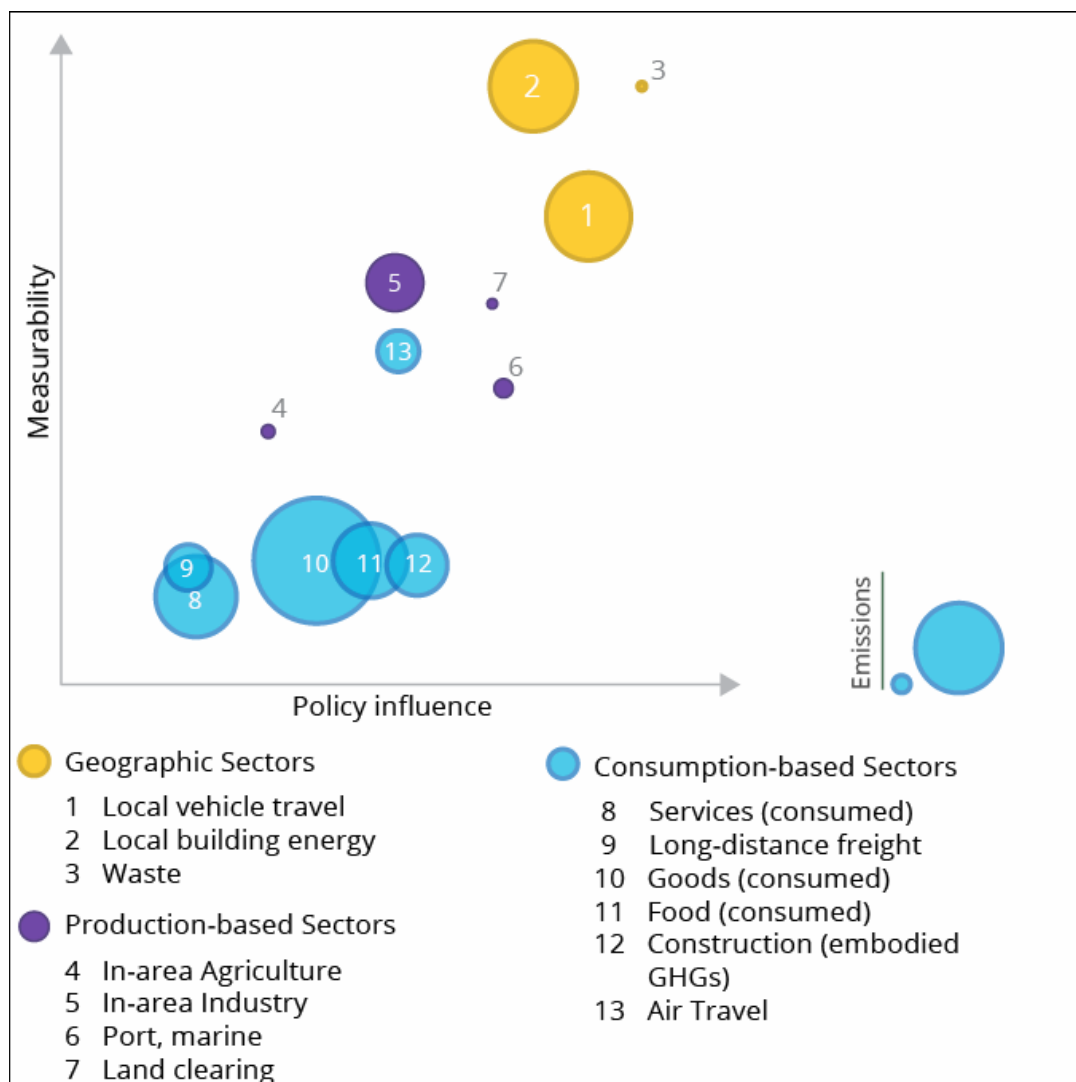 2
3
1
5
7
13
6
4
9
8
10
11
12
Measurability
Policy influence
Emissions
Geographic Sectors
1 Local vehicle travel
2 Local building energy
3 Waste
Production-based Sectors
4 In-area Agriculture
5 In-area Industry
6 Port, marine
7 Land clearing
Consumption-based Sectors
8 Services (consumed)
9 Long-distance freight
10 Goods (consumed)
11 Food (consumed)
12 Construction (embodied
GHGs)
13 Air Travel